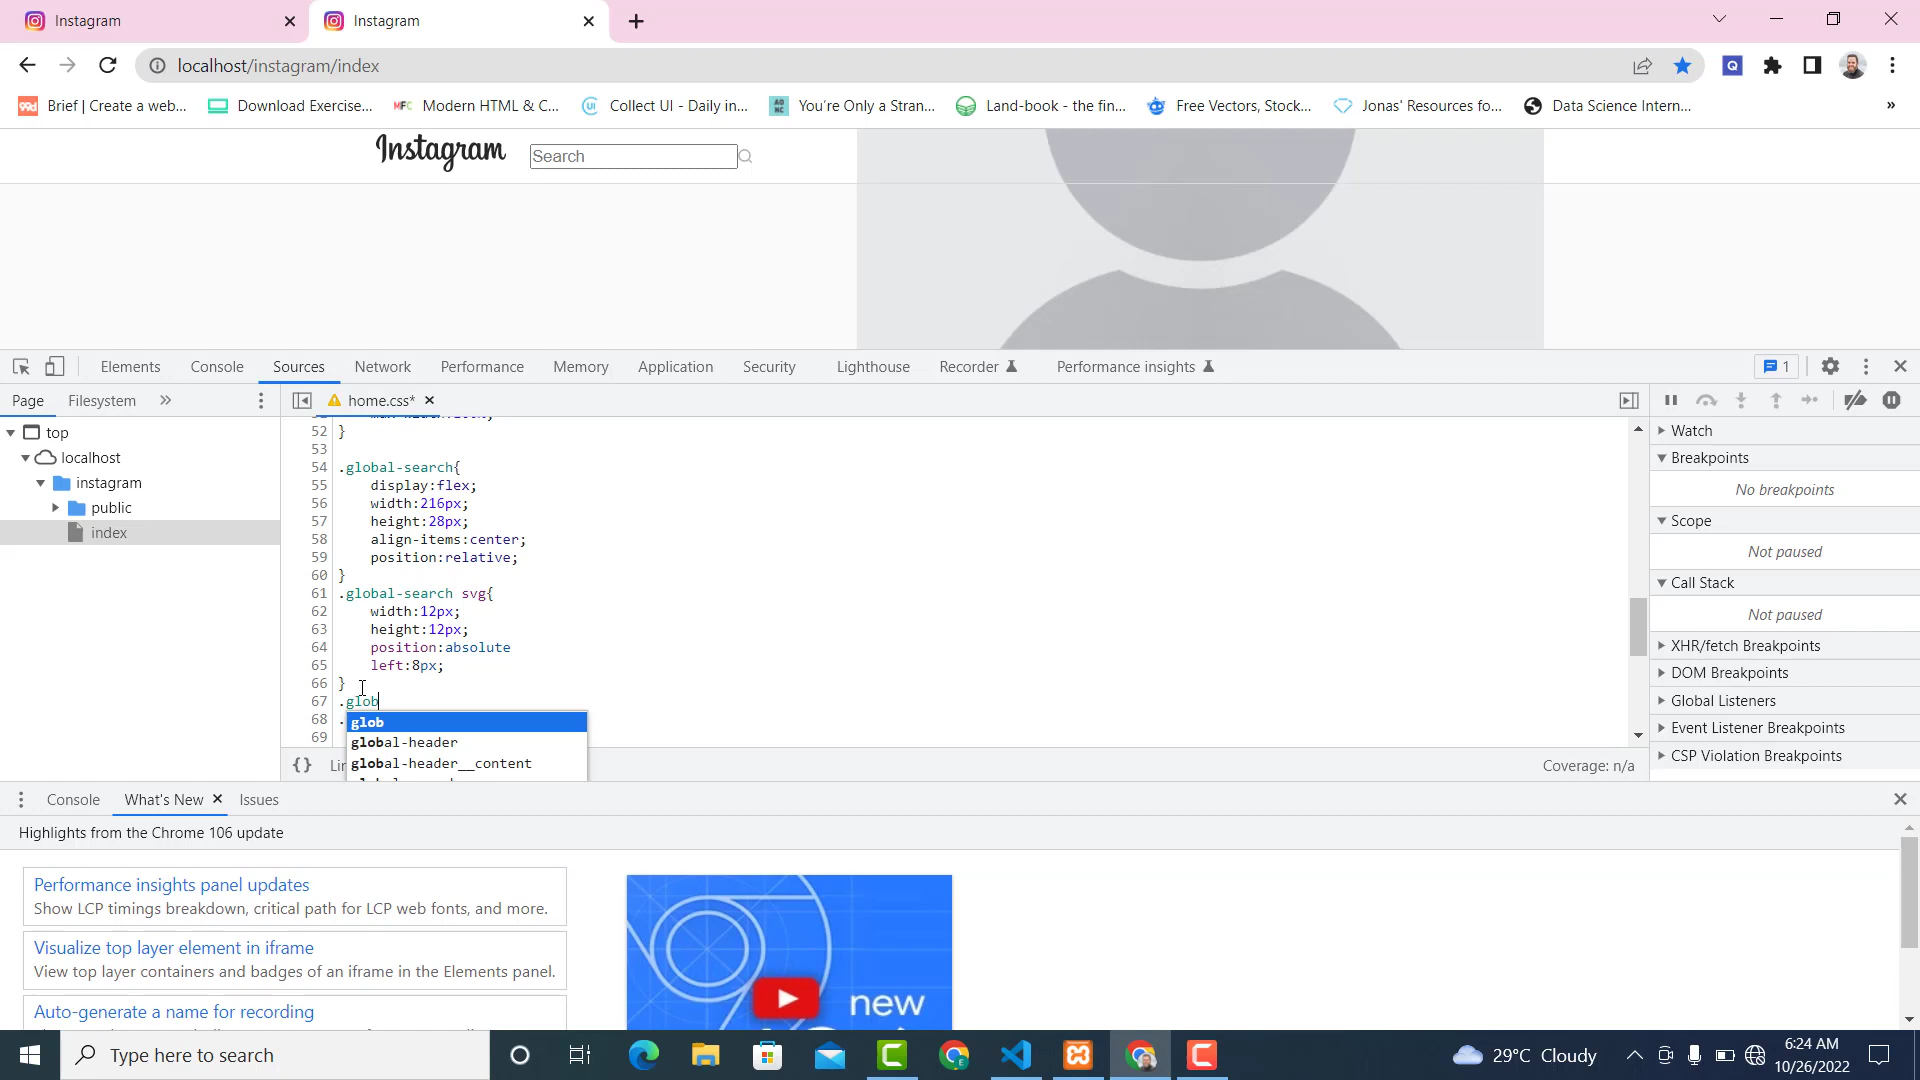 Instagram
Instagram
localhost/instagram/index
Brief | Create a web... Download Exercise... MFC Modern HTML & C... Collect UI - Daily in... You're Only a Stran... Land-book - the fin... Free Vectors, Stock... Jonas' Resources fo... Data Science Intern... »
Instagram Search
Elements Console Sources Network Performance Memory Application Security Lighthouse Recorder Performance insights 1
Page Filesystem » home.css*
top
localhost
instagram
public
index
52 }
53
54 .global-search{
55 display:flex;
56 width:216px;
57 height:28px;
58 align-items:center;
59 position:relative;
60 }
61 .global-search svg{
62 width:12px;
63 height:12px;
64 position:absolute
65 left:8px;
66 }
67 .glob
68 .
69
glob
global-header
global-header__content
{ } Coverage: n/a
Watch
Breakpoints
No breakpoints
Scope
Not paused
Call Stack
Not paused
XHR/fetch Breakpoints
DOM Breakpoints
Global Listeners
Event Listener Breakpoints
CSP Violation Breakpoints
Console What's New Issues
Highlights from the Chrome 106 update
Performance insights panel updates
Show LCP timings breakdown, critical path for LCP web fonts, and more.
Visualize top layer element in iframe
View top layer containers and badges of an iframe in the Elements panel.
Auto-generate a name for recording
new
Type here to search
29°C Cloudy
6:24 AM
10/26/2022